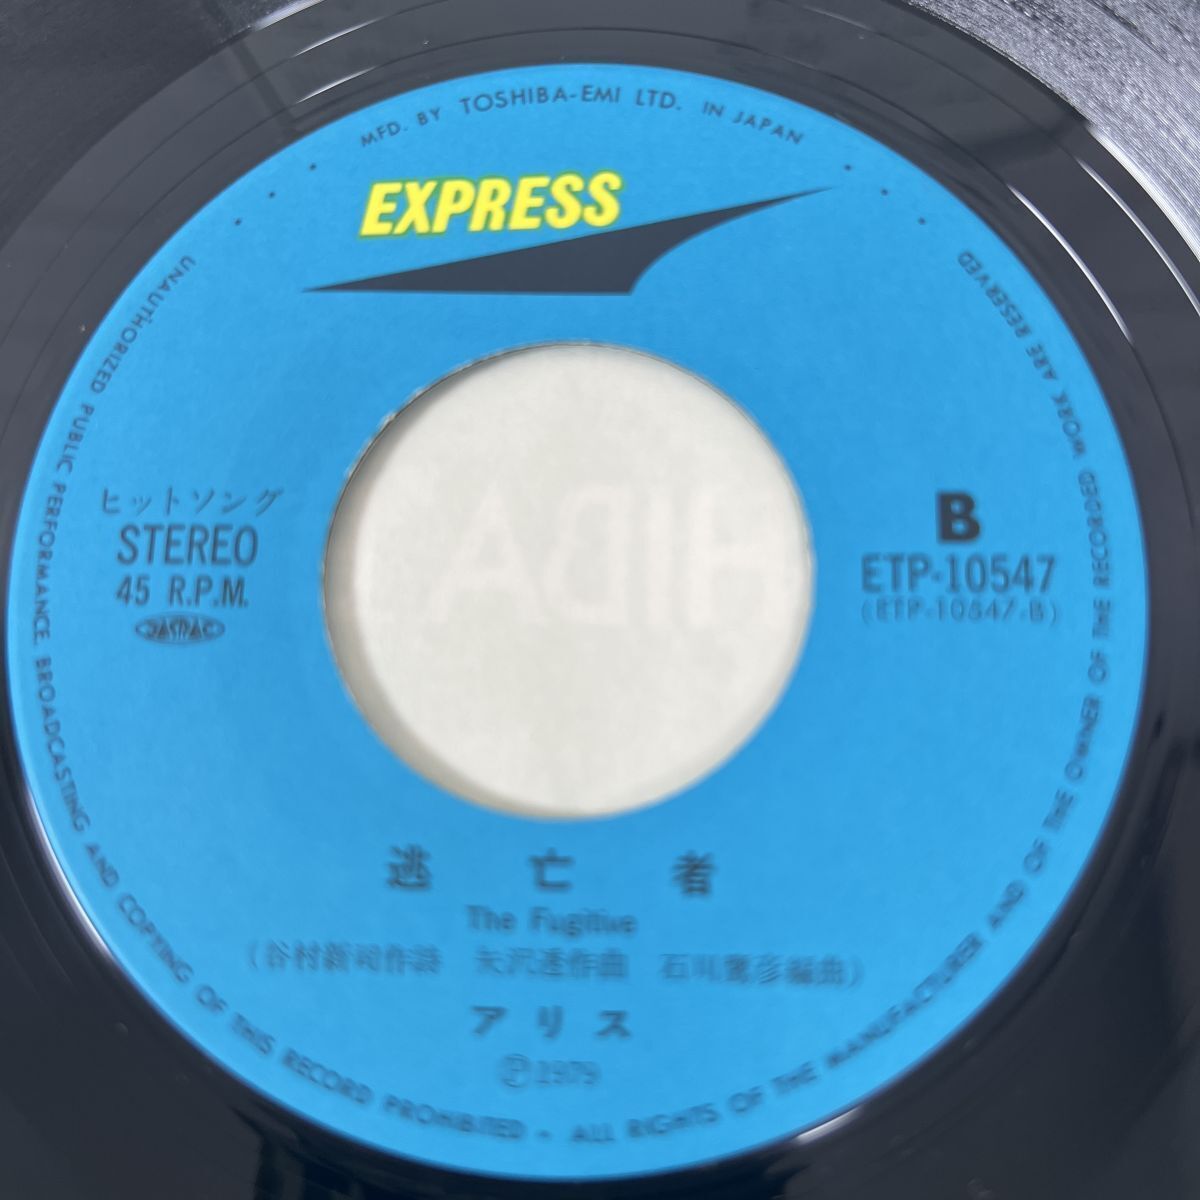 MFD. BY TOSHIBA-EMI LTD. IN JAPAN
EXPRESS
ヒットソング
STEREO
45 R.P.M.
JASRAC
B
ETP-10547
(ETP-10547-B)
逃亡者
The Fugitive
(谷村新司作詩 矢沢透作曲 石川鷹彦編曲)
アリス
Ⓟ1979
UNAUTHORIZED PUBLIC PERFORMANCE, BROADCASTING AND COPYING OF THIS RECORD PROHIBITED • ALL RIGHTS OF THE MANUFACTURER AND OF THE OWNER OF THE RECORDED WORK ARE RESERVED